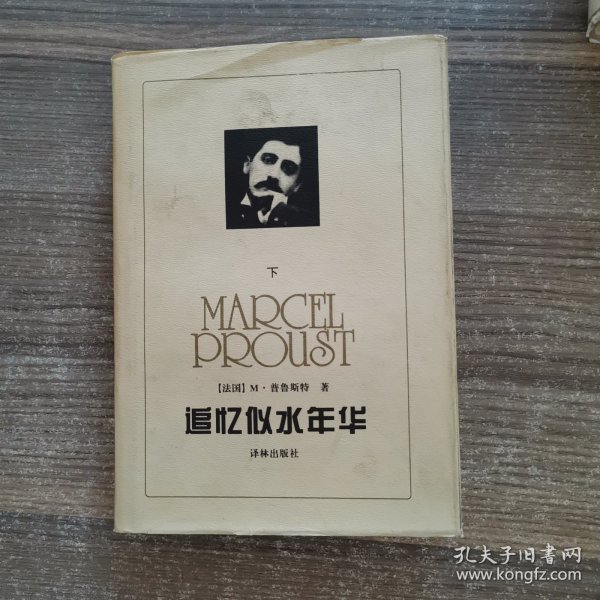 下
MARCEL
PROUST
【法国】M·普鲁斯特 著
追忆似水年华
译林出版社
孔夫子旧书网
www.kongfz.com